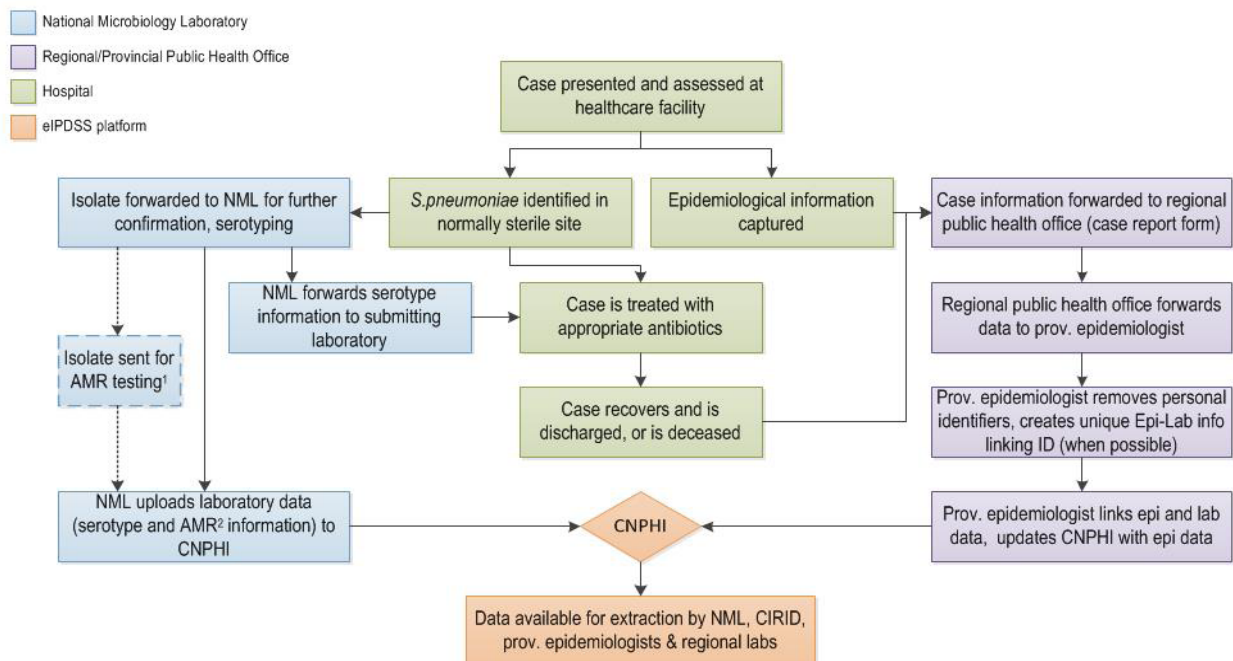 National Microbiology Laboratory
Regional/Provincial Public Health Office
Hospital
eIPDSS platform
Case presented and assessed at
healthcare facility
Isolate forwarded to NML for further
confirmation, serotyping
S.pneumoniae identified in
normally sterile site
Epidemiological information
captured
Case information forwarded to regional
public health office (case report form)
NML forwards serotype
information to submitting
laboratory
Case is treated with
appropriate antibiotics
Regional public health office forwards
data to prov. epidemiologist
Isolate sent for
AMR testing¹
Case recovers and is
discharged, or is deceased
Prov. epidemiologist removes personal
identifiers, creates unique Epi-Lab info
linking ID (when possible)
NML uploads laboratory data
(serotype and AMR² information) to
CNPHI
CNPHI
Prov. epidemiologist links epi and lab
data, updates CNPHI with epi data
Data available for extraction by NML, CIRID,
prov. epidemiologists & regional labs